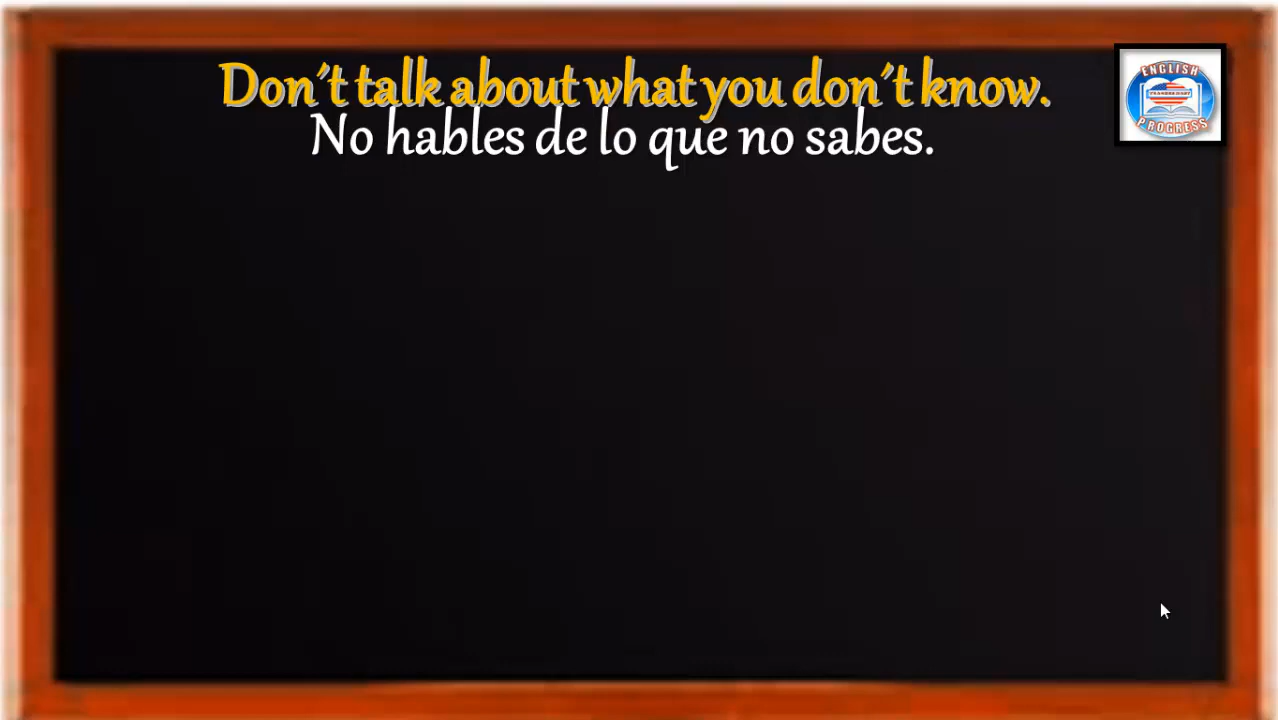 Don´t talk about what you don´t know.
No hables de lo que no sabes.
ENGLISH
PROGRESS